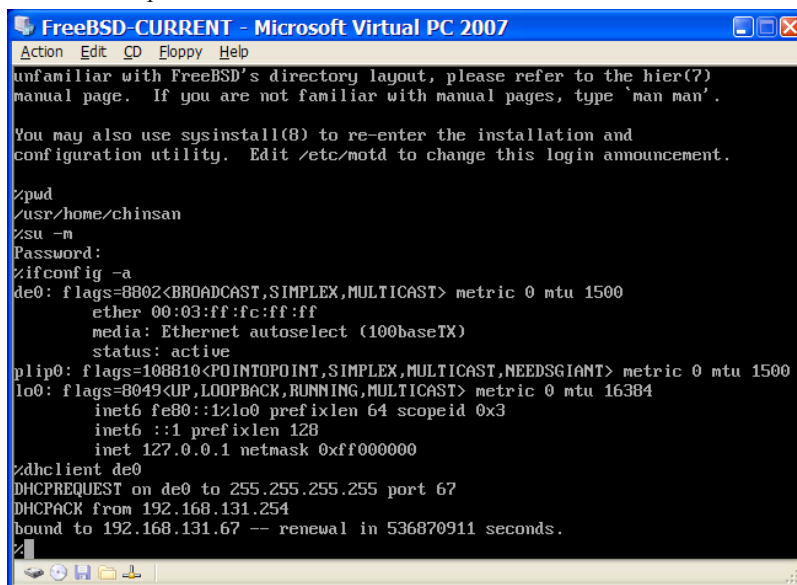 FreeBSD-CURRENT - Microsoft Virtual PC 2007
Action Edit CD Floppy Help
unfamiliar with FreeBSD's directory layout, please refer to the hier(7)
manual page.  If you are not familiar with manual pages, type `man man'.
You may also use sysinstall(8) to re-enter the installation and
configuration utility.  Edit /etc/motd to change this login announcement.
%pwd
/usr/home/chinsan
%su -m
Password:
%ifconfig -a
de0: flags=8802<BROADCAST,SIMPLEX,MULTICAST> metric 0 mtu 1500
ether 00:03:ff:fc:ff:ff
media: Ethernet autoselect (100baseTX)
status: active
plip0: flags=108810<POINTOPOINT,SIMPLEX,MULTICAST,NEEDSGIANT> metric 0 mtu 1500
lo0: flags=8049<UP,LOOPBACK,RUNNING,MULTICAST> metric 0 mtu 16384
inet6 fe80::1%lo0 prefixlen 64 scopeid 0x3
inet6 ::1 prefixlen 128
inet 127.0.0.1 netmask 0xff000000
%dhclient de0
DHCPREQUEST on de0 to 255.255.255.255 port 67
DHCPACK from 192.168.131.254
bound to 192.168.131.67 -- renewal in 536870911 seconds.
%